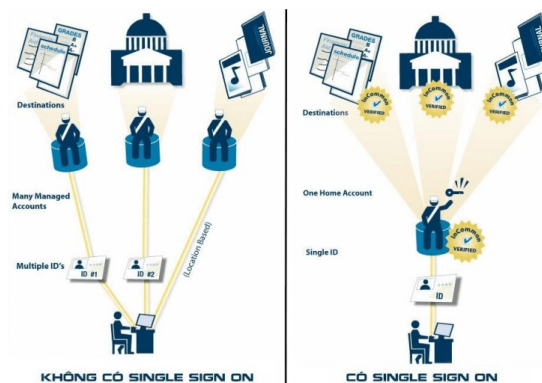 GRADES
schedule
JOURNAL
Destinations
Many Managed
Accounts
Multiple ID's
ID #1
ID #2
(Location Based)
KHÔNG CÓ SINGLE SIGN ON
GRADES
schedule
InCommon
VERIFIED
InCommon
VERIFIED
InCommon
VERIFIED
Destinations
One Home Account
InCommon
VERIFIED
Single ID
ID
CÓ SINGLE SIGN ON